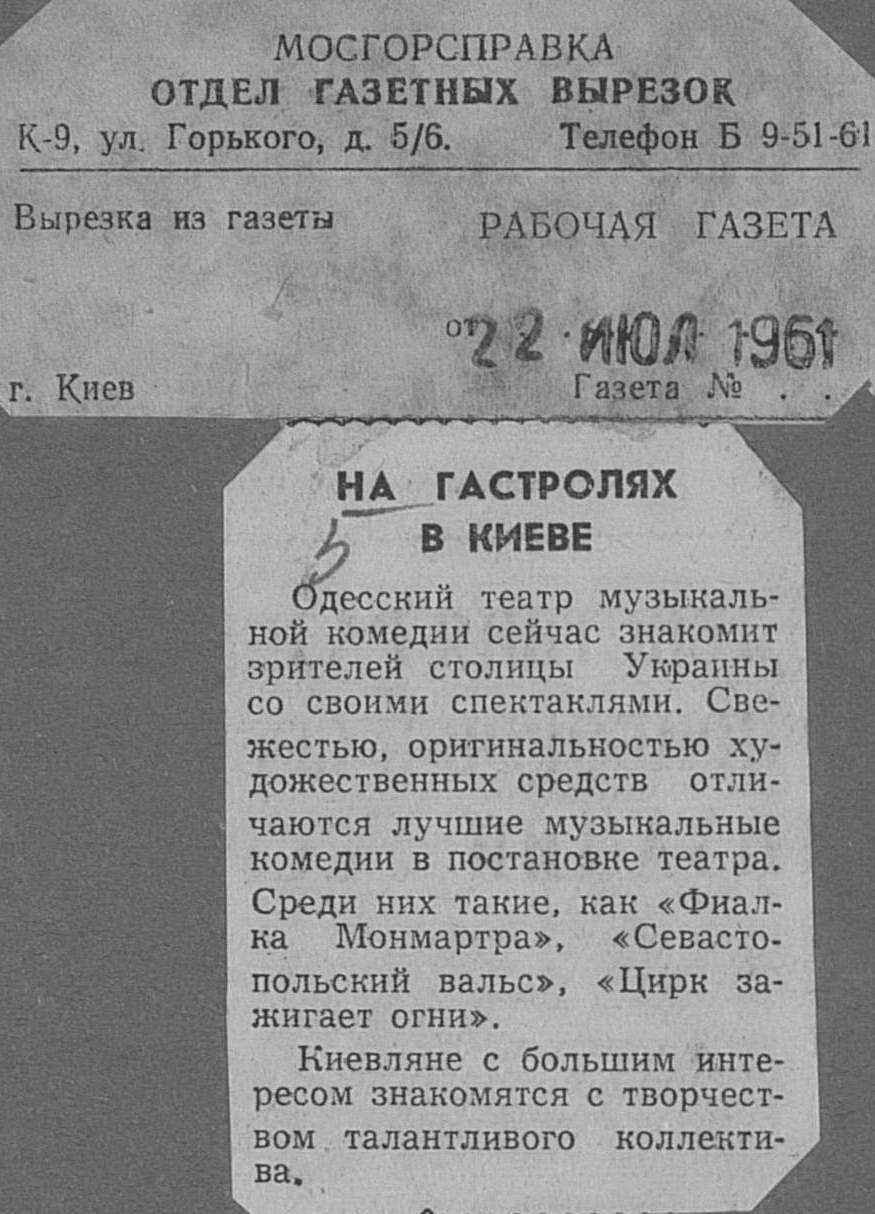 МОСГОРСПРАВКА
ОТДЕЛ ГАЗЕТНЫХ ВЫРЕЗОК
К-9, ул. Горького, д. 5/6. Телефон Б 9-51-61
Вырезка из газеты РАБОЧАЯ ГАЗЕТА
от 22 ИЮЛ 1961
г. Киев Газета № . .
НА ГАСТРОЛЯХ
В КИЕВЕ
5
Одесский театр музыкаль-
ной комедии сейчас знакомит
зрителей столицы Украины
со своими спектаклями. Све-
жестью, оригинальностью ху-
дожественных средств отли-
чаются лучшие музыкальные
комедии в постановке театра.
Среди них такие, как «Фиал-
ка Монмартра», «Севасто-
польский вальс», «Цирк за-
жигает огни».
Киевляне с большим инте-
ресом знакомятся с творчест-
вом талантливого коллекти-
ва.